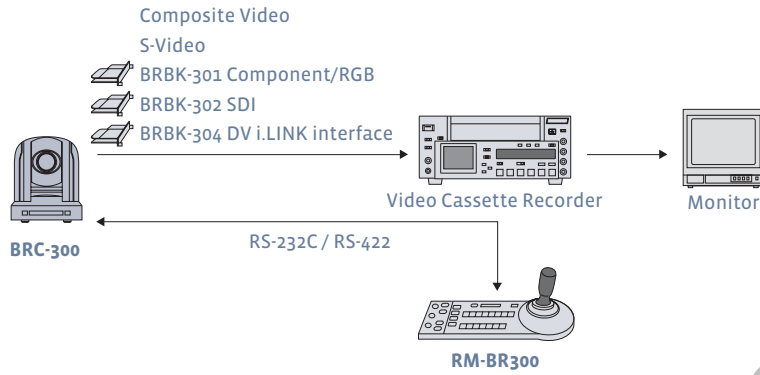 Composite Video
S-Video
BRBK-301 Component/RGB
BRBK-302 SDI
BRBK-304 DV i.LINK interface
Video Cassette Recorder
Monitor
BRC-300
RS-232C / RS-422
RM-BR300